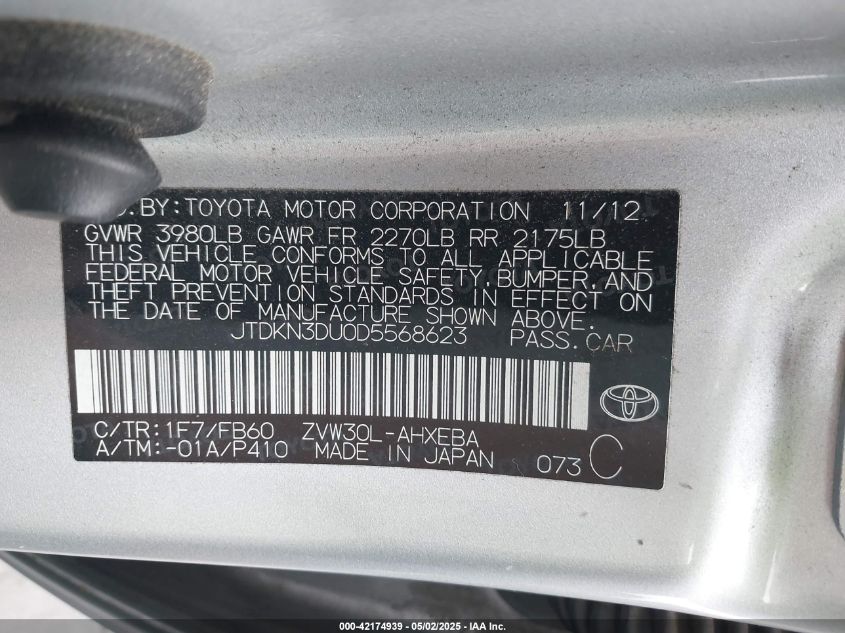 BY: TOYOTA MOTOR CORPORATION 11/12
GVWR 3980LB GAWR FR 2270LB RR 2175LB
THIS VEHICLE CONFORMS TO ALL APPLICABLE
FEDERAL MOTOR VEHICLE SAFETY, BUMPER, AND
THEFT PREVENTION STANDARDS IN EFFECT ON
THE DATE OF MANUFACTURE SHOWN ABOVE.
JTDKN3DU0D5568623 PASS. CAR
C/TR: 1F7/FB60 ZVW30L-AHXEBA
A/TM: -01A/P410 MADE IN JAPAN 073 C
000-42174939 - 05/02/2025 - IAA Inc.